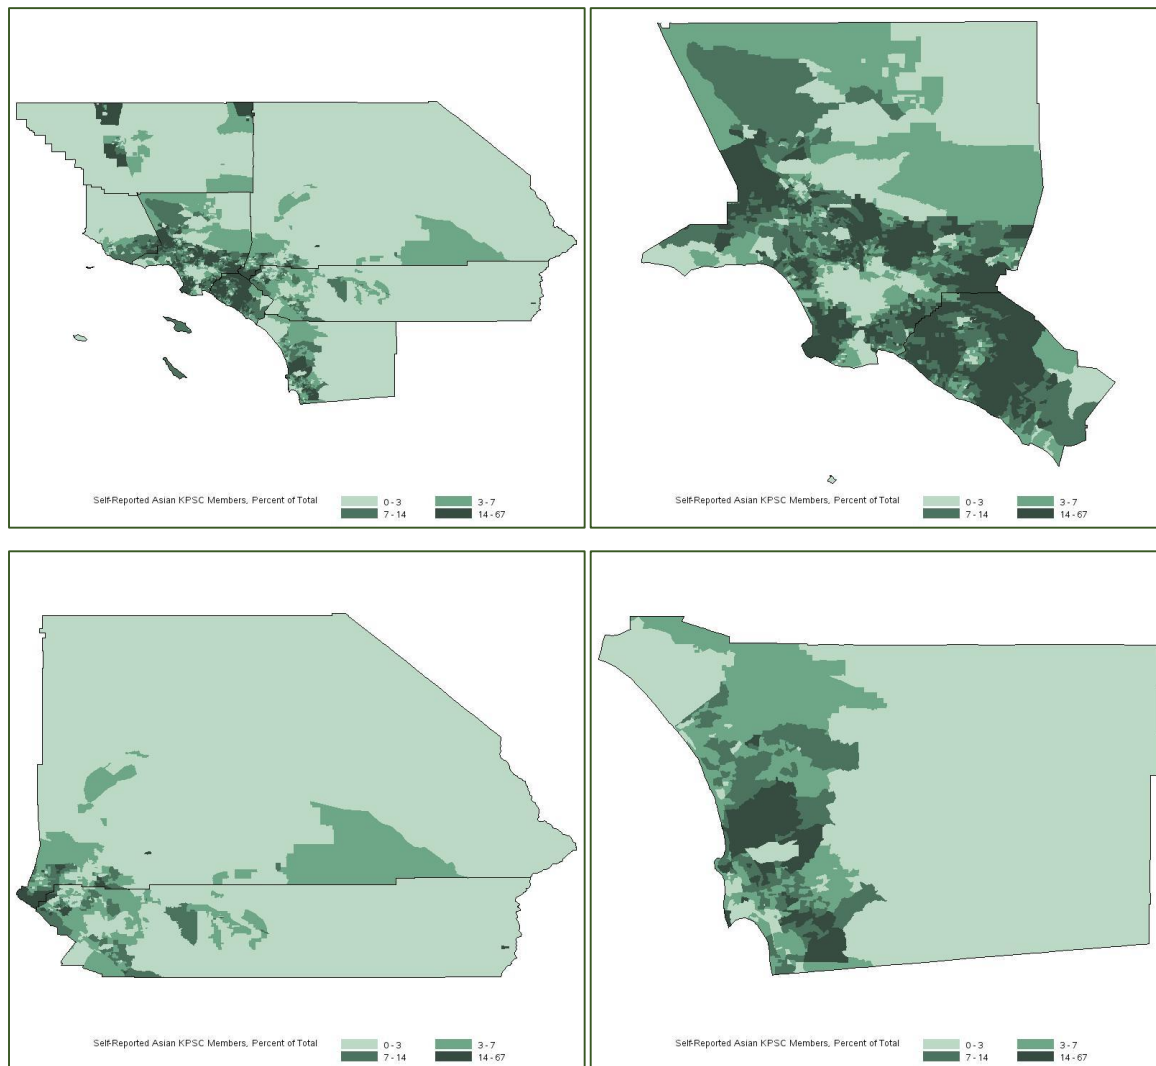 Self-Reported Asian KPSC Members, Percent of Total 0 - 3 3 - 7
7 - 14 14 - 67
Self-Reported Asian KPSC Members, Percent of Total 0 - 3 3 - 7
7 - 14 14 - 67
Self-Reported Asian KPSC Members, Percent of Total 0 - 3 3 - 7
7 - 14 14 - 67
Self-Reported Asian KPSC Members, Percent of Total 0 - 3 3 - 7
7 - 14 14 - 67